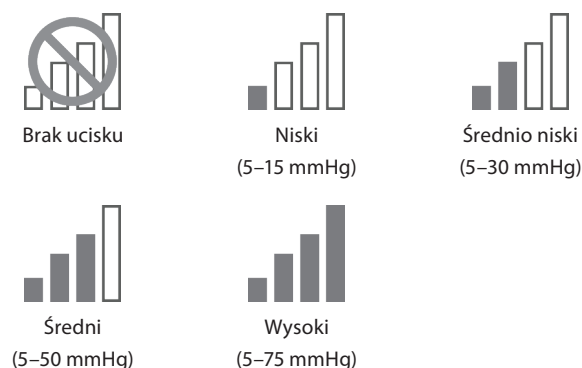 Brak ucisku
Niski
(5–15 mmHg)
Średnio niski
(5–30 mmHg)
Średni
(5–50 mmHg)
Wysoki
(5–75 mmHg)